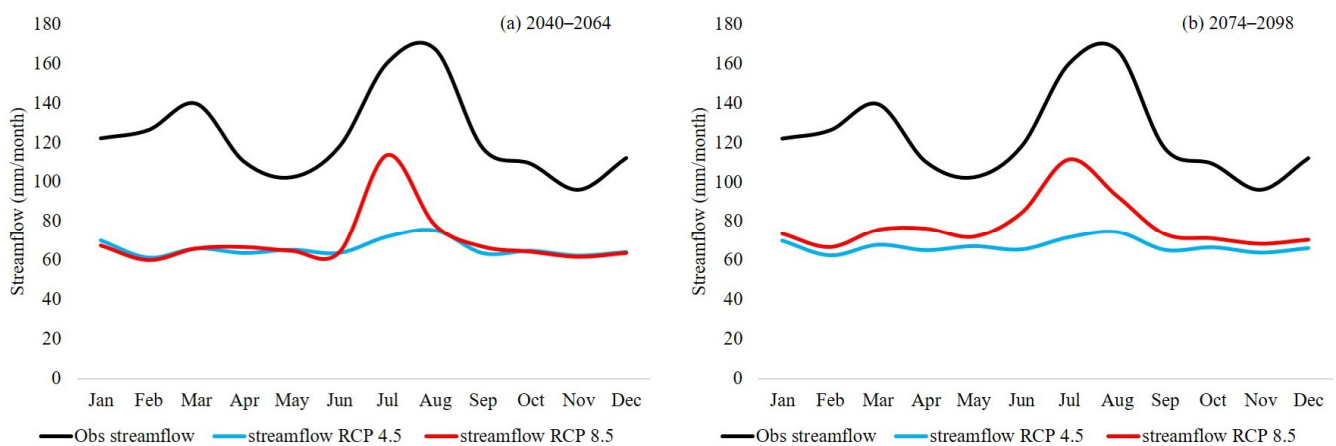 (a) 2040–2064
Streamflow (mm/month)
180
160
140
120
100
80
60
40
20
0
Jan Feb Mar Apr May Jun Jul Aug Sep Oct Nov Dec
Obs streamflow streamflow RCP 4.5 streamflow RCP 8.5
(b) 2074–2098
Streamflow (mm/month)
180
160
140
120
100
80
60
40
20
0
Jan Feb Mar Apr May Jun Jul Aug Sep Oct Nov Dec
Obs streamflow streamflow RCP 4.5 streamflow RCP 8.5